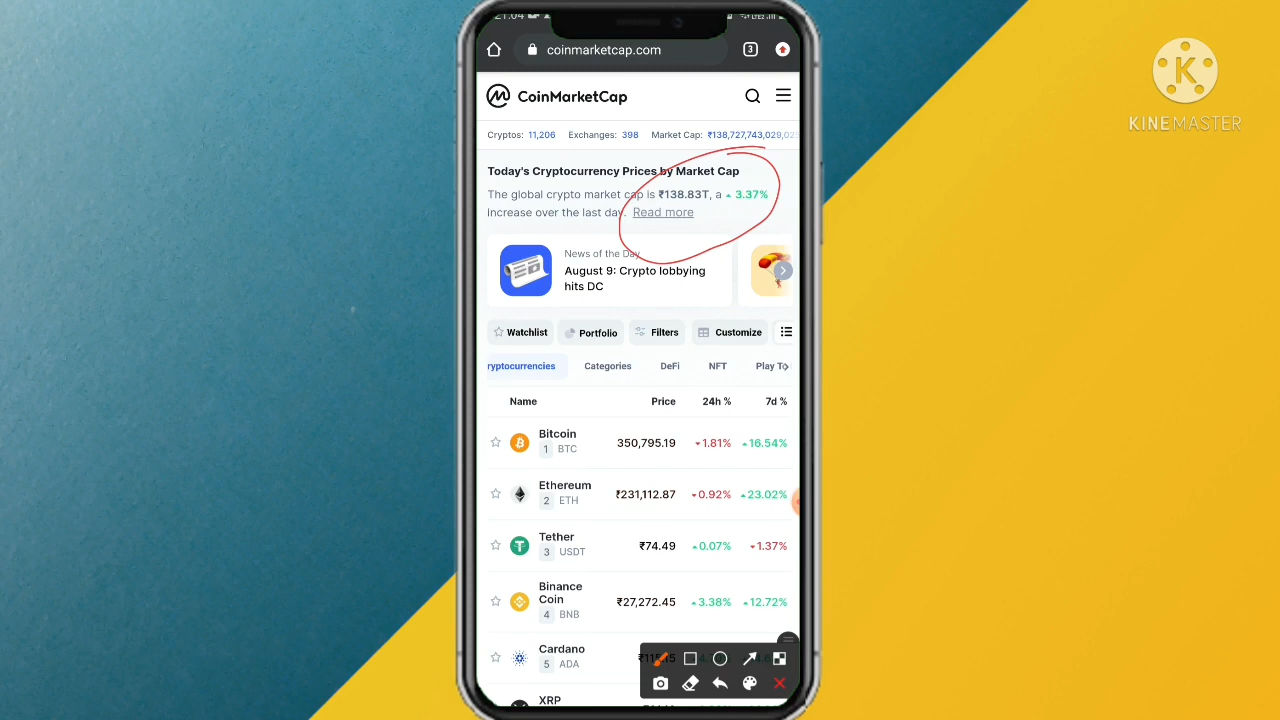 21:04
coinmarketcap.com
3
CoinMarketCap
Cryptos: 11,206 Exchanges: 398 Market Cap: ₹138,727,743,029,02
Today's Cryptocurrency Prices by Market Cap
The global crypto market cap is ₹138.83T, a 3.37%
increase over the last day. Read more
News of the Day
August 9: Crypto lobbying
hits DC
Watchlist Portfolio Filters Customize
ryptocurrencies Categories DeFi NFT Play To
Name Price 24h % 7d %
Bitcoin
1 BTC
350,795.19 1.81% 16.54%
Ethereum
2 ETH
₹231,112.87 0.92% 23.02%
Tether
3 USDT
₹74.49 0.07% 1.37%
Binance
Coin
4 BNB
₹27,272.45 3.38% 12.72%
Cardano
5 ADA
XRP
K
KINEMASTER